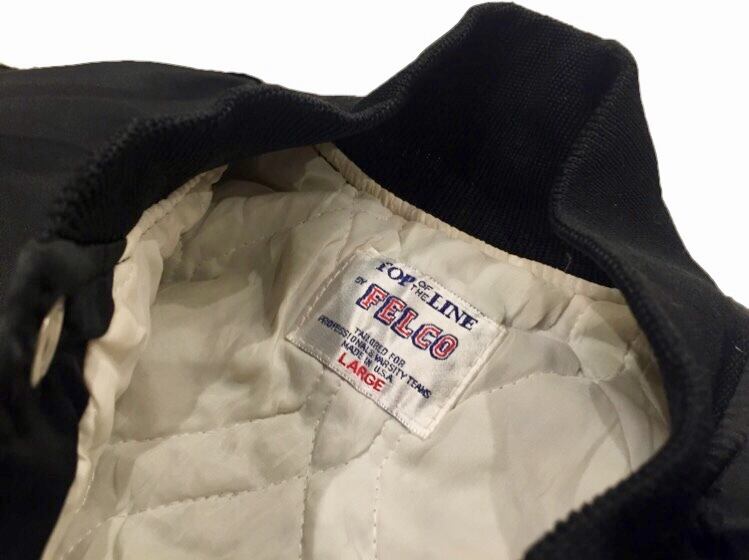 TOP OF THE LINE
BY FELCO
TAILORED FOR
PROFESSIONAL & VARSITY TEAMS
MADE IN U.S.A.
LARGE